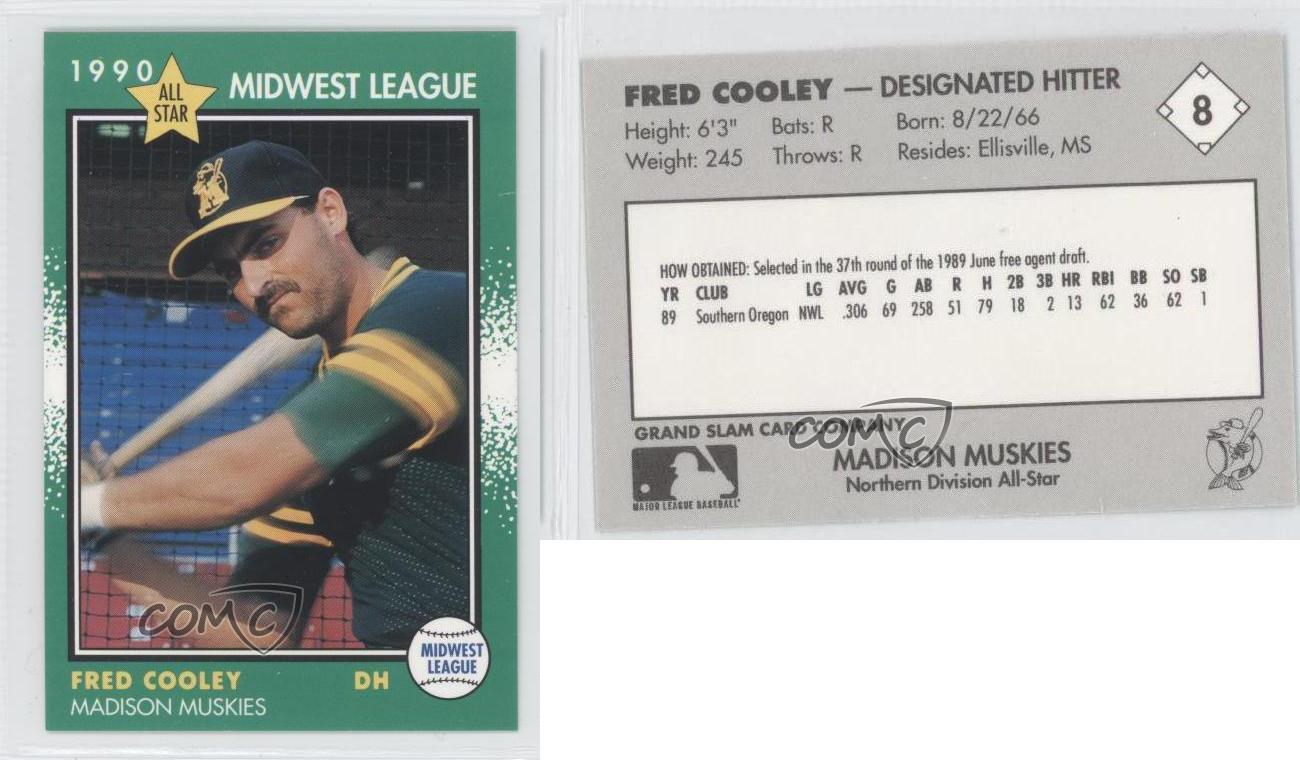 1990
ALL
STAR
MIDWEST LEAGUE
M
COMC
MIDWEST
LEAGUE
FRED COOLEY DH
MADISON MUSKIES
FRED COOLEY — DESIGNATED HITTER
8
Height: 6'3" Bats: R Born: 8/22/66
Weight: 245 Throws: R Resides: Ellisville, MS
HOW OBTAINED: Selected in the 37th round of the 1989 June free agent draft.
YR CLUB LG AVG G AB R H 2B 3B HR RBI BB SO SB
89 Southern Oregon NWL .306 69 258 51 79 18 2 13 62 36 62 1
GRAND SLAM CARD COMPANY
COMC
MADISON MUSKIES
Northern Division All-Star
MAJOR LEAGUE BASEBALL